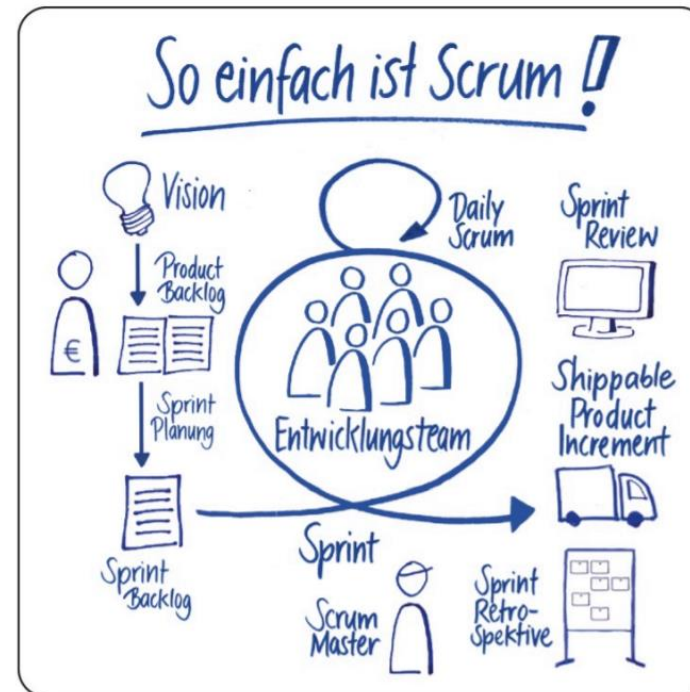 So einfach ist Scrum!
Vision
Product
Backlog
€
Sprint
Planung
Sprint
Backlog
Daily
Scrum
Entwicklungsteam
Sprint
Scrum
Master
Sprint
Review
Shippable
Product
Increment
Sprint
Retro-
spektive